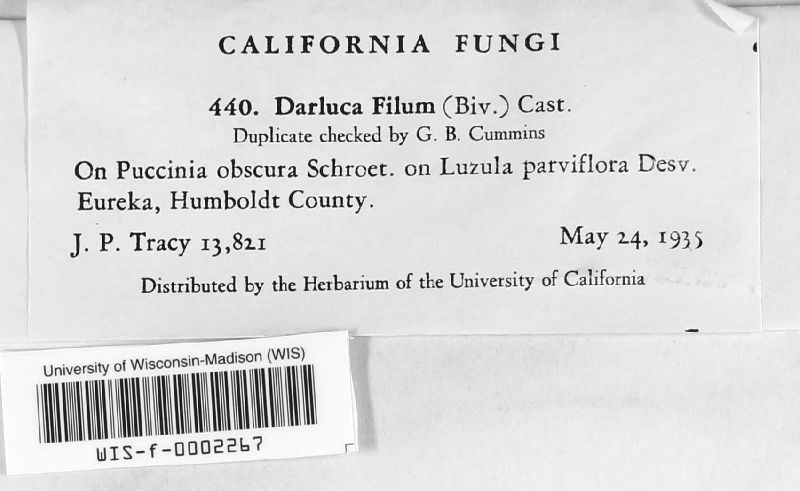 CALIFORNIA FUNGI
440. Darluca Filum (Biv.) Cast.
Duplicate checked by G. B. Cummins
On Puccinia obscura Schroet. on Luzula parviflora Desv.
Eureka, Humboldt County.
J. P. Tracy 13,821 May 24, 1935
Distributed by the Herbarium of the University of California
University of Wisconsin-Madison (WIS)
WIS-f-0002267